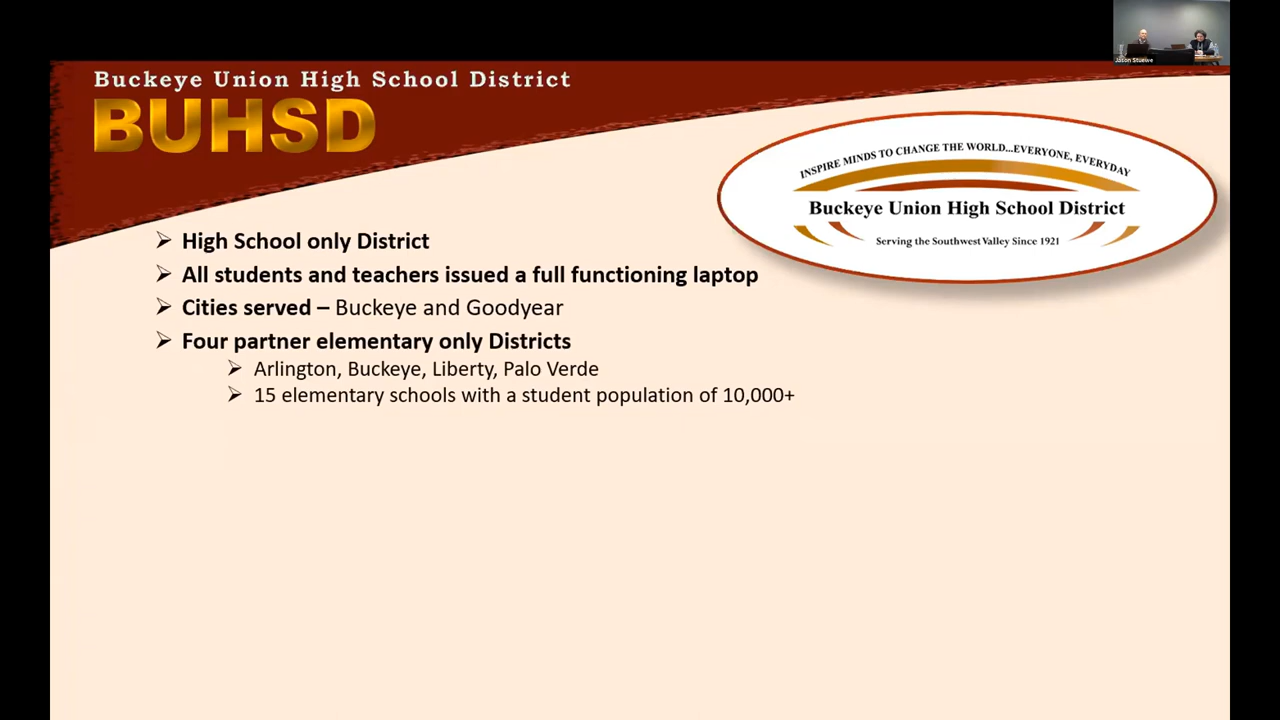 Jason Stuewe
Buckeye Union High School District
BUHSD
INSPIRE MINDS TO CHANGE THE WORLD...EVERYONE, EVERYDAY
Buckeye Union High School District
Serving the Southwest Valley Since 1921
High School only District
All students and teachers issued a full functioning laptop
Cities served – Buckeye and Goodyear
Four partner elementary only Districts
Arlington, Buckeye, Liberty, Palo Verde
15 elementary schools with a student population of 10,000+